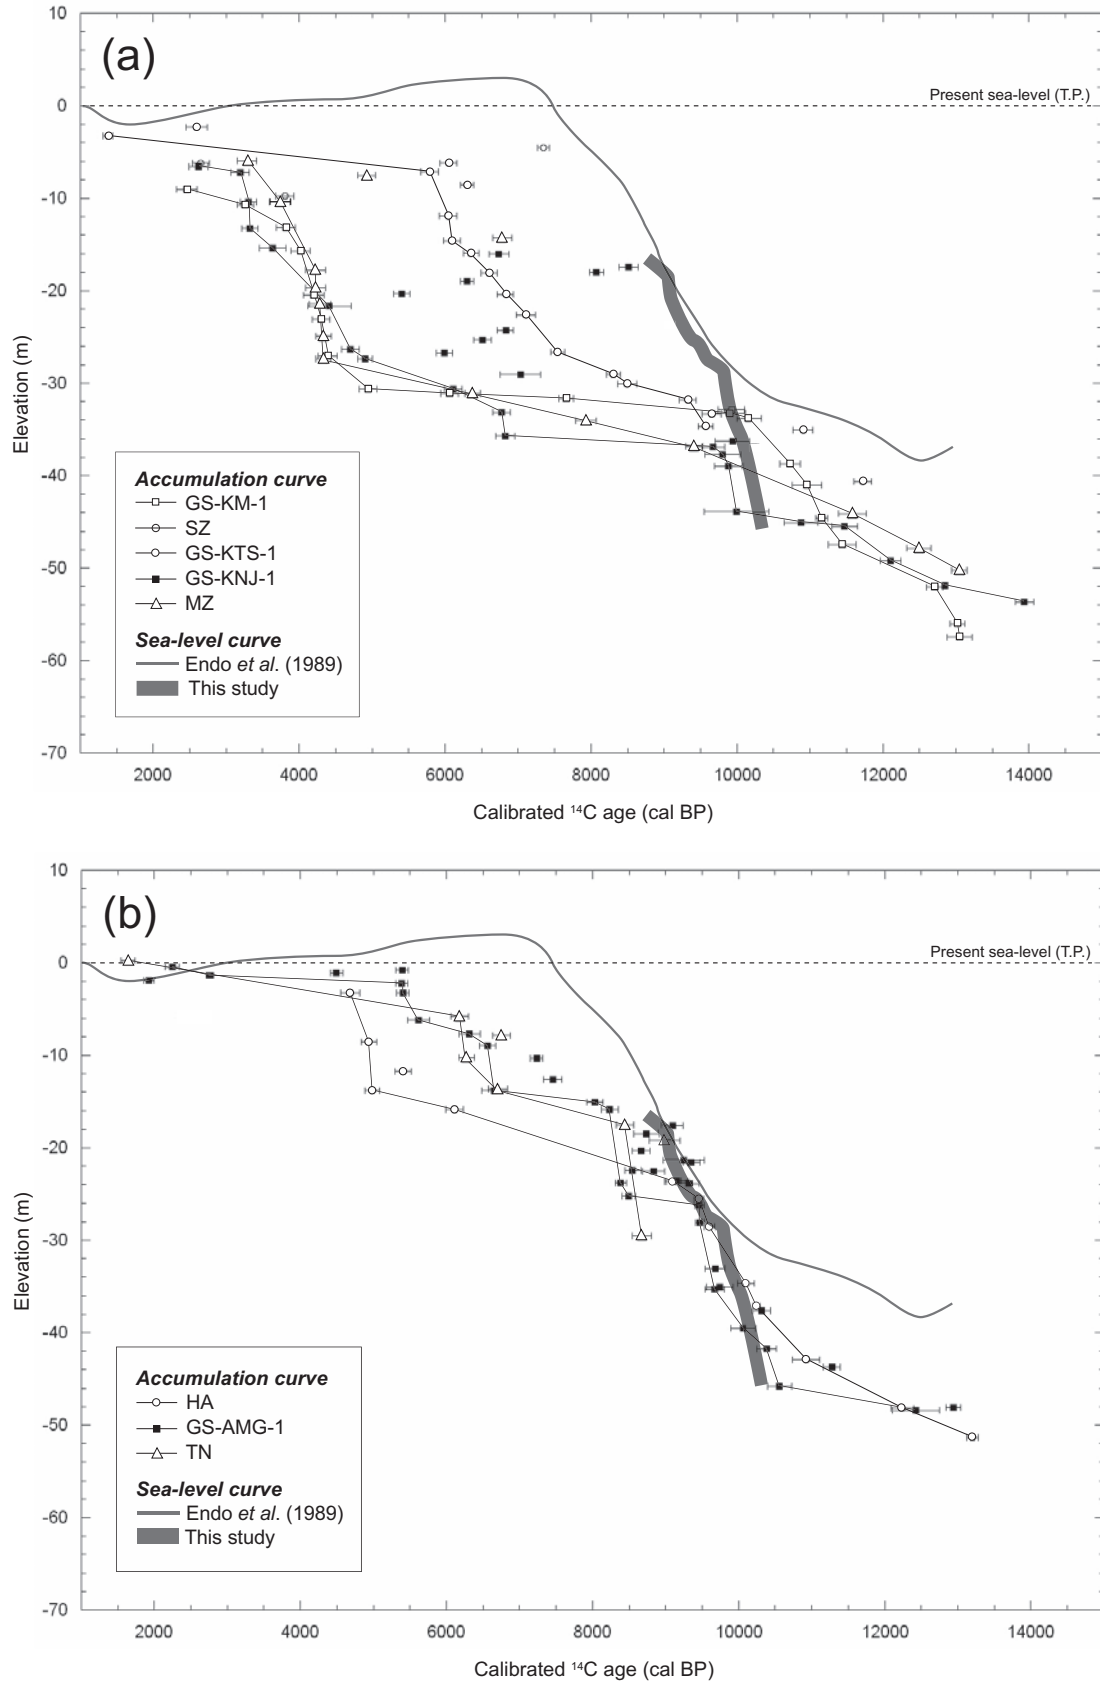 (a)
10
0
-10
-20
-30
-40
-50
-60
-70
Elevation (m)
Present sea-level (T.P.)
Accumulation curve
GS-KM-1
SZ
GS-KTS-1
GS-KNJ-1
MZ
Sea-level curve
Endo et al. (1989)
This study
2000 4000 6000 8000 10000 12000 14000
Calibrated ¹⁴C age (cal BP)
(b)
10
0
-10
-20
-30
-40
-50
-60
-70
Elevation (m)
Present sea-level (T.P.)
Accumulation curve
HA
GS-AMG-1
TN
Sea-level curve
Endo et al. (1989)
This study
2000 4000 6000 8000 10000 12000 14000
Calibrated ¹⁴C age (cal BP)